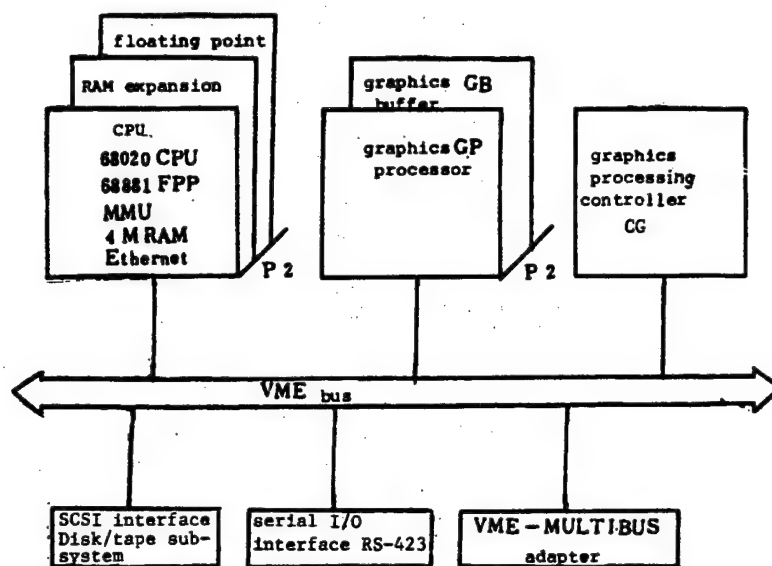 floating point
RAM expansion
CPU.
68020 CPU
68881 FPP
MMU
4 M RAM
Ethernet
P 2
graphics GB
buffer
graphics GP
processor
P 2
graphics
processing
controller
CG
VME bus
SCSI interface
Disk/tape sub-
system
serial I/O
interface RS-423
VME-MULTIBUS
adapter